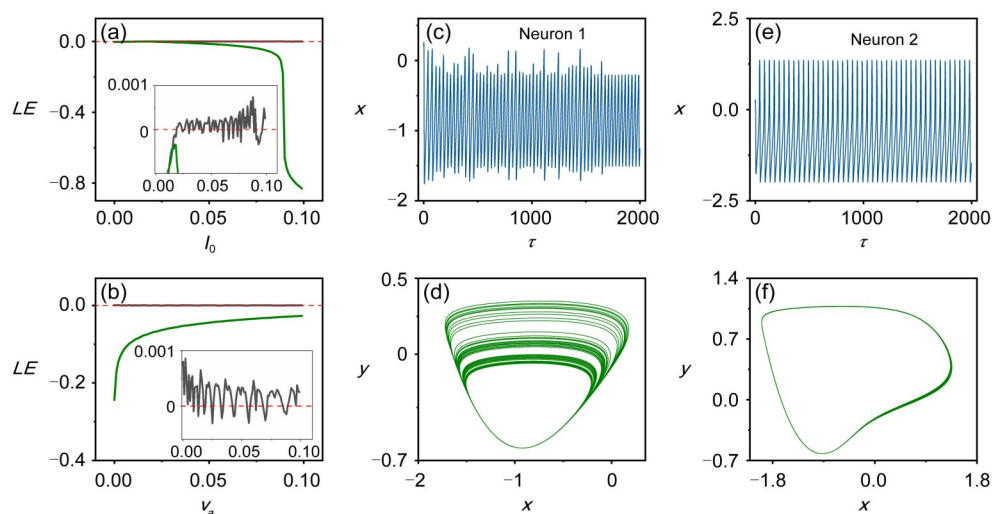 (a)
0.0
−0.4
−0.8
LE
0.001
0
0.00 0.05 0.10
0.00 0.05 0.10
I0
(c)
Neuron 1
0
−1
−2
x
0 1000 2000
τ
(e)
Neuron 2
2.5
0.0
−2.5
x
0 1000 2000
τ
(b)
0.0
−0.2
−0.4
LE
0.001
0
0.00 0.05 0.10
0.00 0.05 0.10
va
(d)
0.5
0
−0.7
y
−2 −1 0
x
(f)
1.4
0.7
0.0
−0.7
y
−1.8 0.0 1.8
x